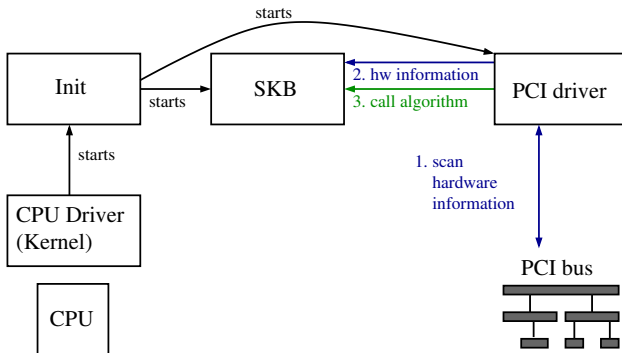 starts
Init
starts
SKB
2. hw information
3. call algorithm
PCI driver
starts
1. scan
hardware
information
CPU Driver
(Kernel)
PCI bus
CPU